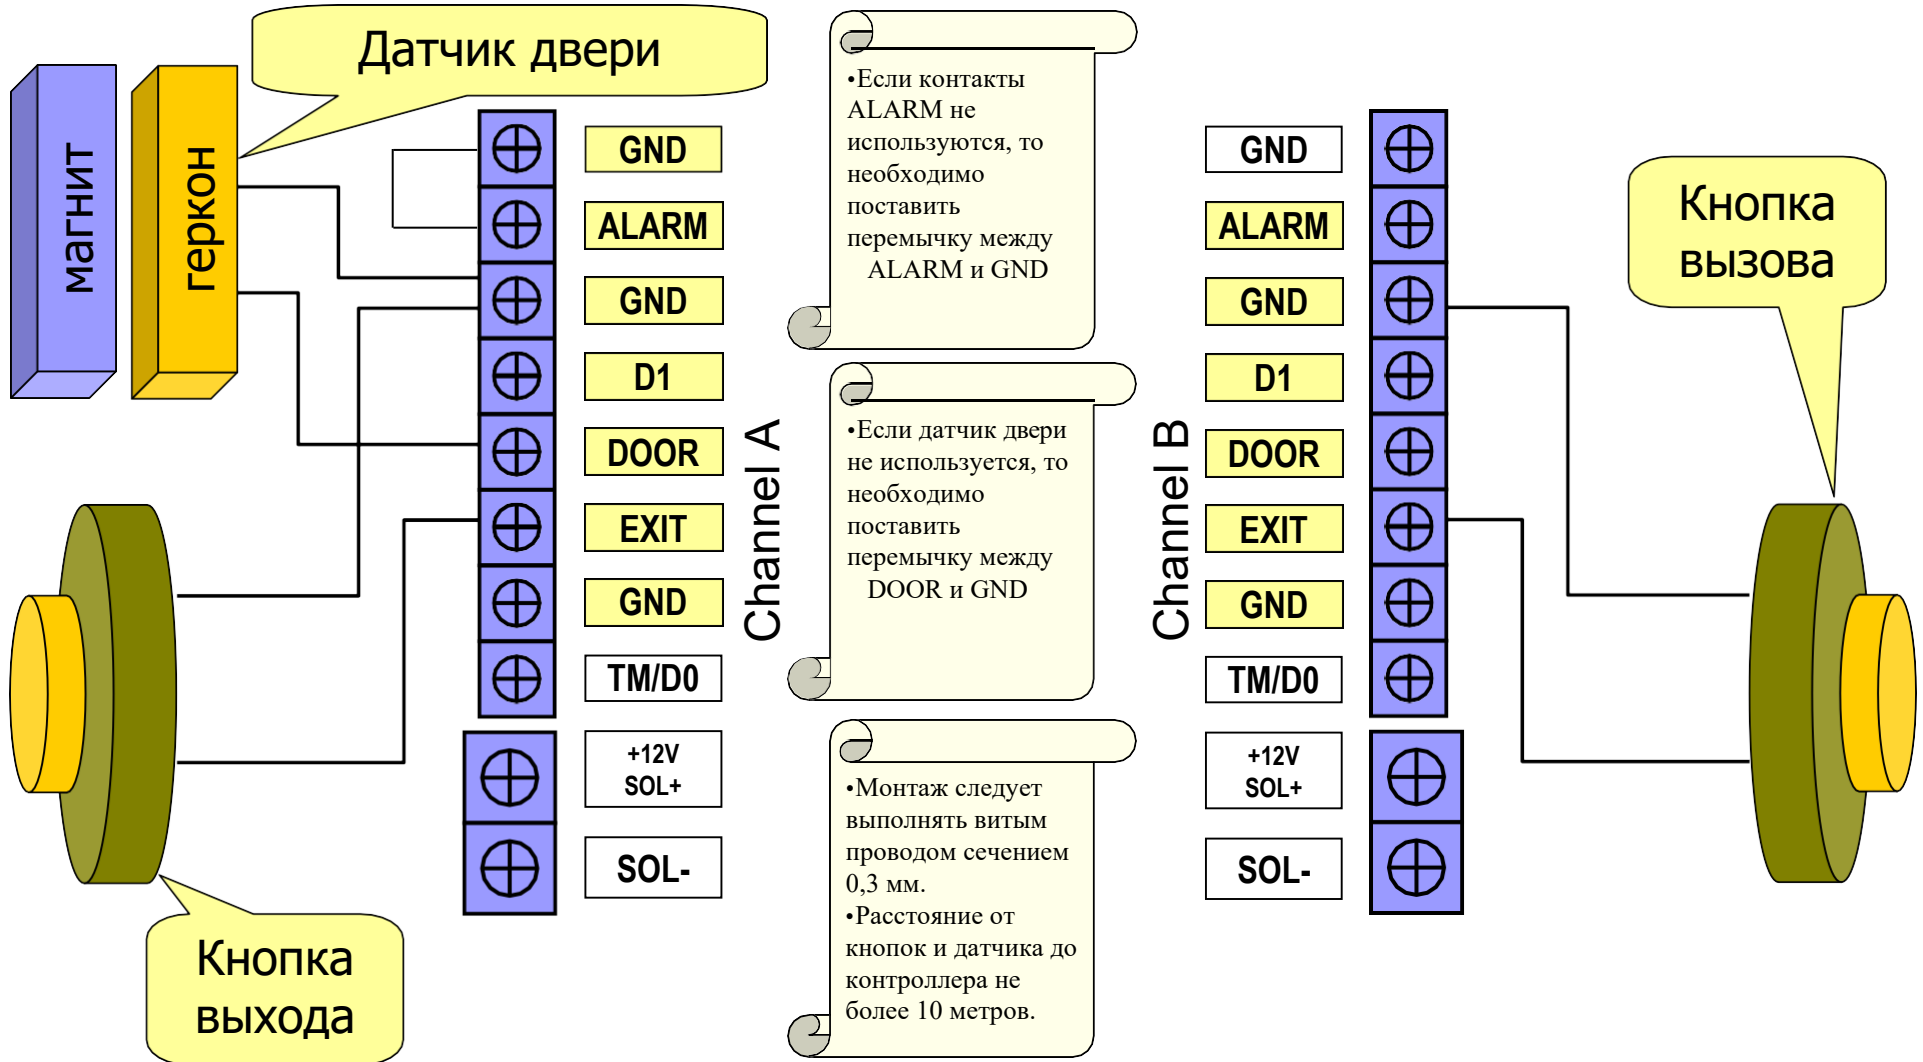 Датчик двери
магнит
геркон
GND
ALARM
GND
D1
DOOR
EXIT
GND
TM/D0
+12V
SOL+
SOL-
Channel A
Кнопка
выхода
•Если контакты
ALARM не
используются, то
необходимо
поставить
перемычку между
ALARM и GND
•Если датчик двери
не используется, то
необходимо
поставить
перемычку между
DOOR и GND
•Монтаж следует
выполнять витым
проводом сечением
0,3 мм.
•Расстояние от
кнопок и датчика до
контроллера не
более 10 метров.
Channel B
GND
ALARM
GND
D1
DOOR
EXIT
GND
TM/D0
+12V
SOL+
SOL-
Кнопка
вызова